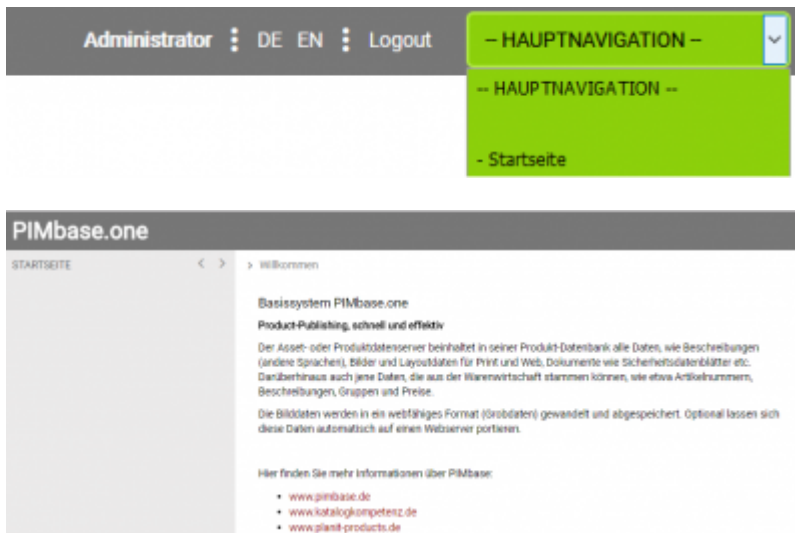 Administrator DE EN Logout – HAUPTNAVIGATION –
-- HAUPTNAVIGATION --
- Startseite
PIMbase.one
STARTSEITE < > > Willkommen
Basissystem PIMbase.one
Product-Publishing, schnell und effektiv
Der Asset- oder Produktdatenserver beinhaltet in seiner Produkt-Datenbank alle Daten, wie Beschreibungen
(andere Sprachen), Bilder und Layoutdaten für Print und Web, Dokumente wie Sicherheitsdatenblätter etc.
Darüberhinaus auch jene Daten, die aus der Warenwirtschaft stammen können, wie etwa Artikelnummern,
Beschreibungen, Gruppen und Preise.
Die Bilddaten werden in ein webfähiges Format (Grobdaten) gewandelt und abgespeichert. Optional lassen sich
diese Daten automatisch auf einen Webserver portieren.
Hier finden Sie mehr Informationen über PIMbase:
• www.pimbase.de
• www.katalogkompetenz.de
• www.planit-products.de